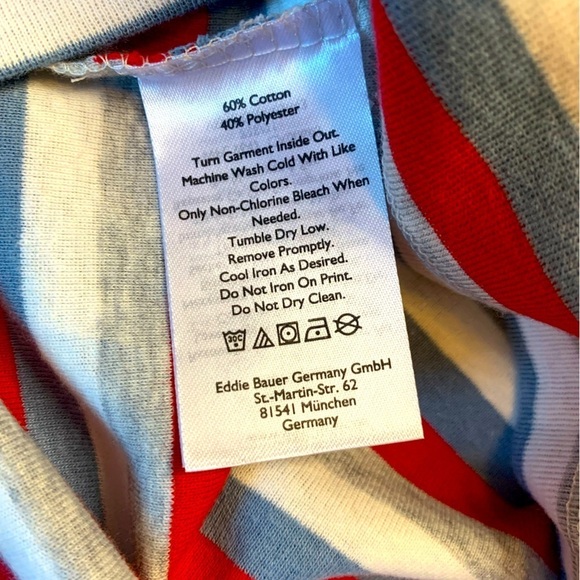 60% Cotton
40% Polyester
Turn Garment Inside Out.
Machine Wash Cold With Like
Colors.
Only Non-Chlorine Bleach When
Needed.
Tumble Dry Low.
Remove Promptly.
Cool Iron As Desired.
Do Not Iron On Print.
Do Not Dry Clean.
30C
Eddie Bauer Germany GmbH
St.-Martin-Str. 62
81541 München
Germany